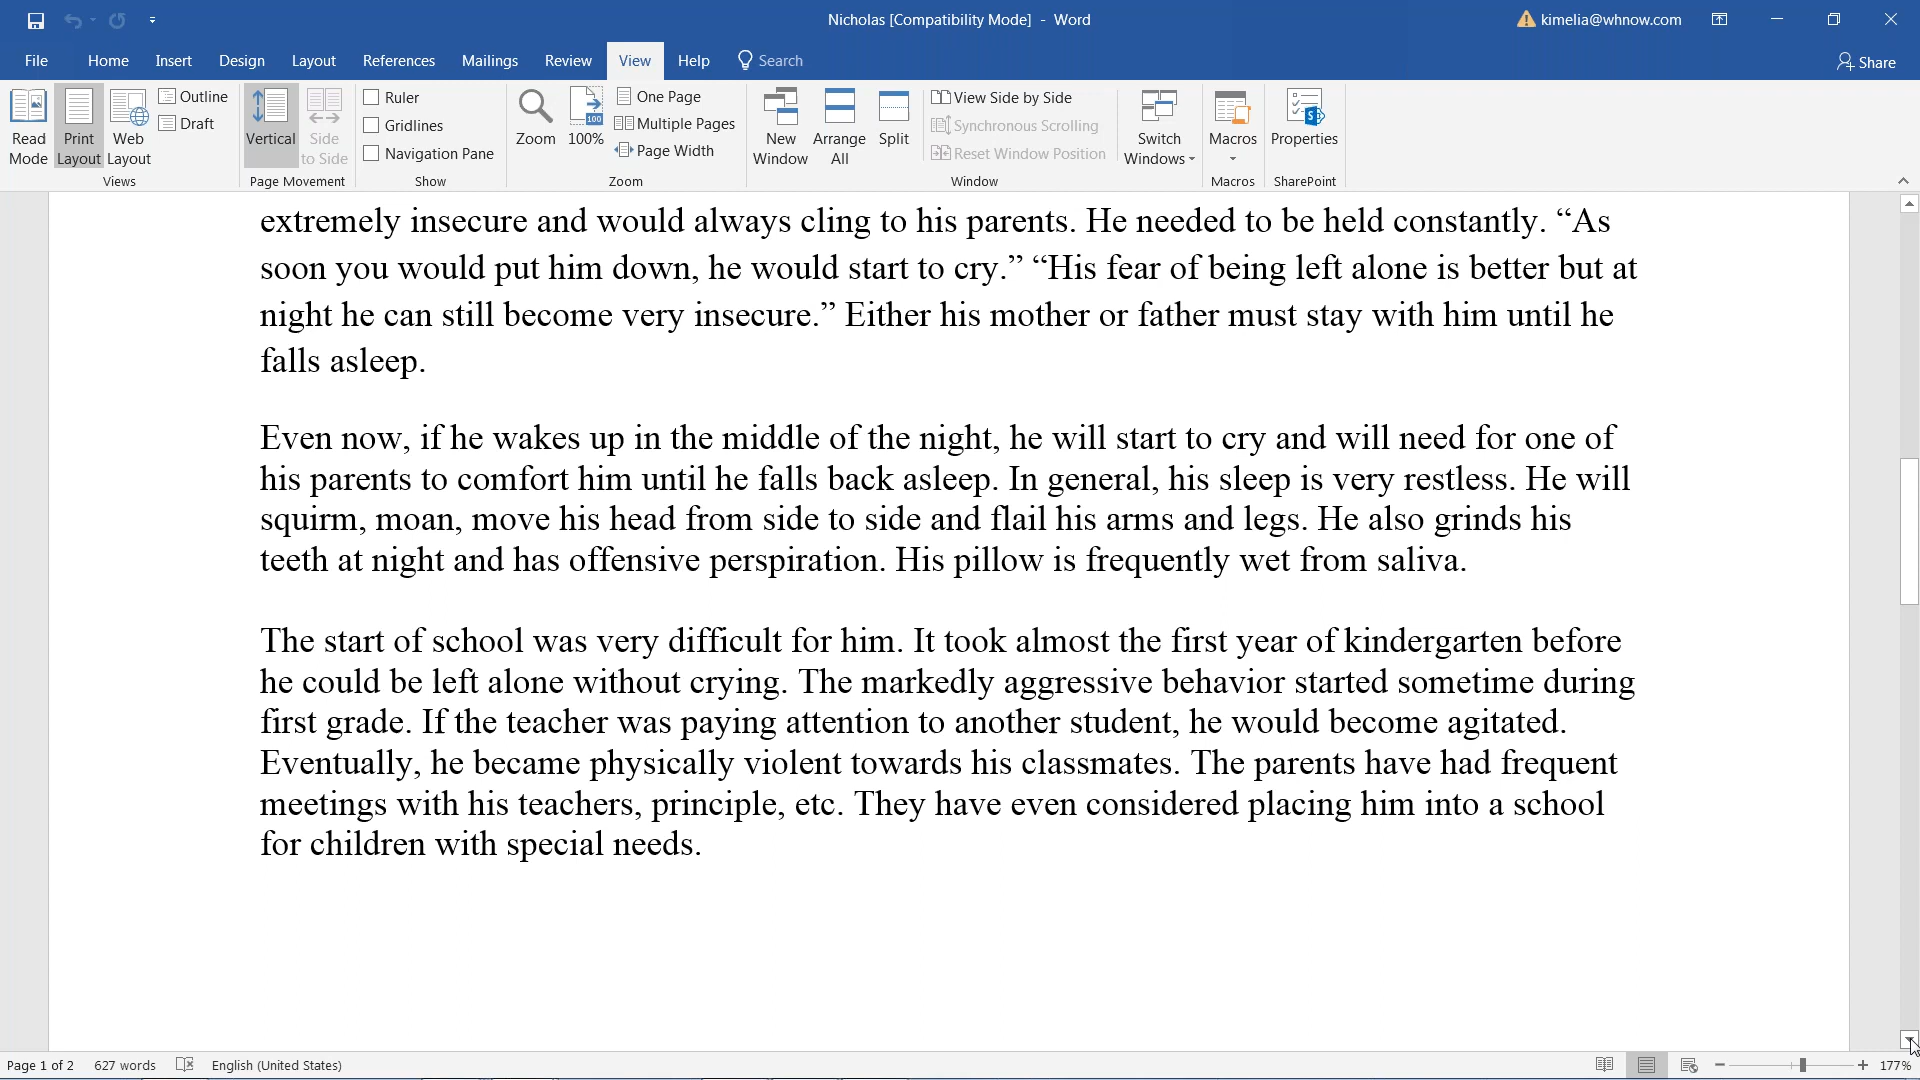 Nicholas [Compatibility Mode] - Word
kimelia@whnow.com
File Home Insert Design Layout References Mailings Review View Help Search Share
Read Mode
Print Layout
Web Layout
Outline
Draft
Views
Vertical
Side to Side
Page Movement
Ruler
Gridlines
Navigation Pane
Show
Zoom
100
100%
One Page
Multiple Pages
Page Width
Zoom
New Window
Arrange All
Split
View Side by Side
Synchronous Scrolling
Reset Window Position
Window
Switch Windows
Macros
Macros
S
Properties
SharePoint
extremely insecure and would always cling to his parents. He needed to be held constantly. “As
soon you would put him down, he would start to cry.” “His fear of being left alone is better but at
night he can still become very insecure.” Either his mother or father must stay with him until he
falls asleep.
Even now, if he wakes up in the middle of the night, he will start to cry and will need for one of
his parents to comfort him until he falls back asleep. In general, his sleep is very restless. He will
squirm, moan, move his head from side to side and flail his arms and legs. He also grinds his
teeth at night and has offensive perspiration. His pillow is frequently wet from saliva.
The start of school was very difficult for him. It took almost the first year of kindergarten before
he could be left alone without crying. The markedly aggressive behavior started sometime during
first grade. If the teacher was paying attention to another student, he would become agitated.
Eventually, he became physically violent towards his classmates. The parents have had frequent
meetings with his teachers, principle, etc. They have even considered placing him into a school
for children with special needs.
Page 1 of 2 627 words English (United States) 177%